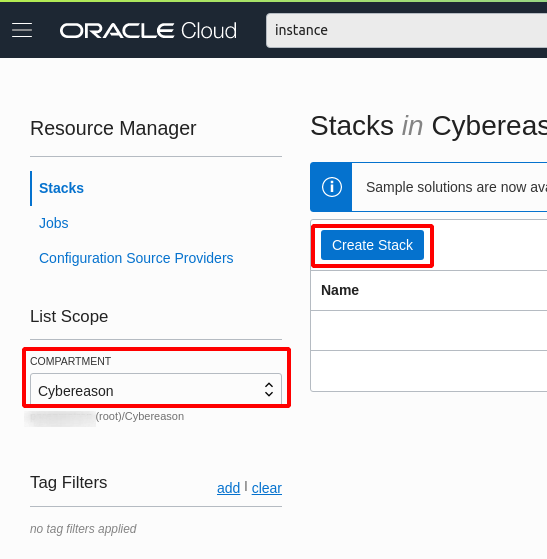 ORACLE Cloud
instance
Resource Manager
Stacks
Jobs
Configuration Source Providers
List Scope
COMPARTMENT
Cybereason
(root)/Cybereason
Tag Filters
add | clear
no tag filters applied
Stacks in Cybereas
Sample solutions are now ava
Create Stack
Name